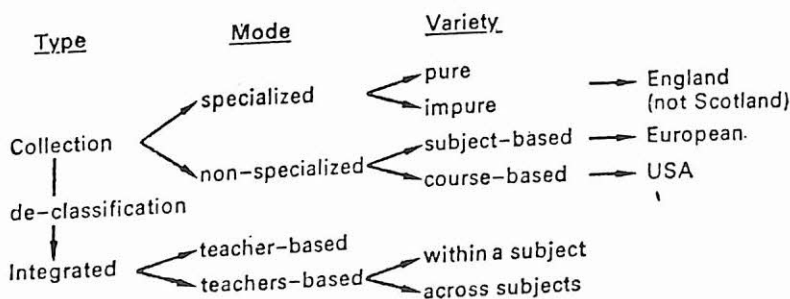 Type Mode Variety
pure
specialized England
impure (not Scotland)
Collection subject-based European
non-specialized course-based USA
de-classification
teacher-based within a subject
Integrated teachers-based across subjects